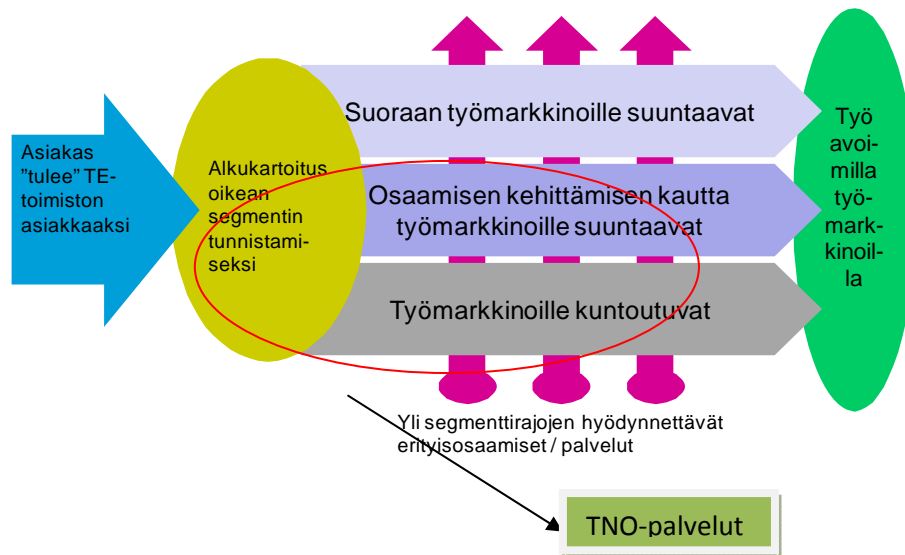 Asiakas
"tulee" TE-
toimiston
asiakkaaksi
Alkukartoitus
oikean
segmentin
tunnistami-
seksi
Suoraan työmarkkinoille suuntaavat
Osaamisen kehittämisen kautta
työmarkkinoille suuntaavat
Työmarkkinoille kuntoutuvat
Työ
avoi-
milla
työ-
mark-
kinoil-
la
Yli segmenttirajojen hyödynnettävät
erityisosaamiset / palvelut
TNO-palvelut